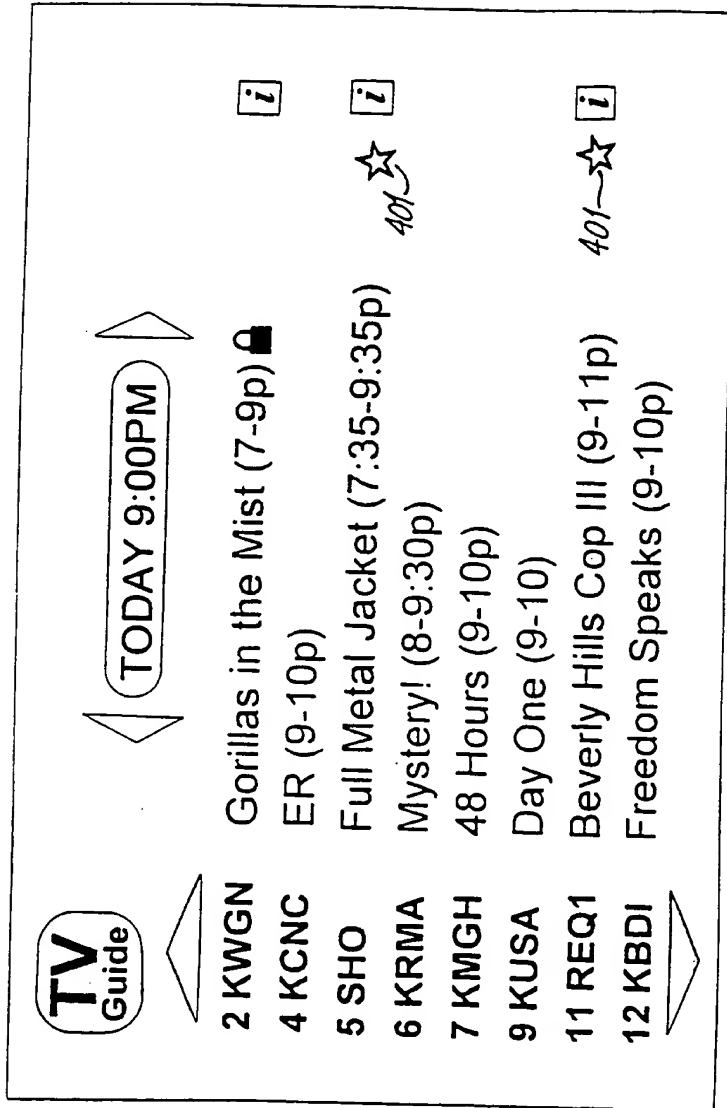 TV
Guide
TODAY 9:00PM
2 KWGN Gorillas in the Mist (7-9p) i
4 KCNC ER (9-10p)
5 SHO Full Metal Jacket (7:35-9:35p) 401 i
6 KRMA Mystery! (8-9:30p)
7 KMGH 48 Hours (9-10p)
9 KUSA Day One (9-10)
11 REQ1 Beverly Hills Cop III (9-11p) 401 i
12 KBDI Freedom Speaks (9-10p)